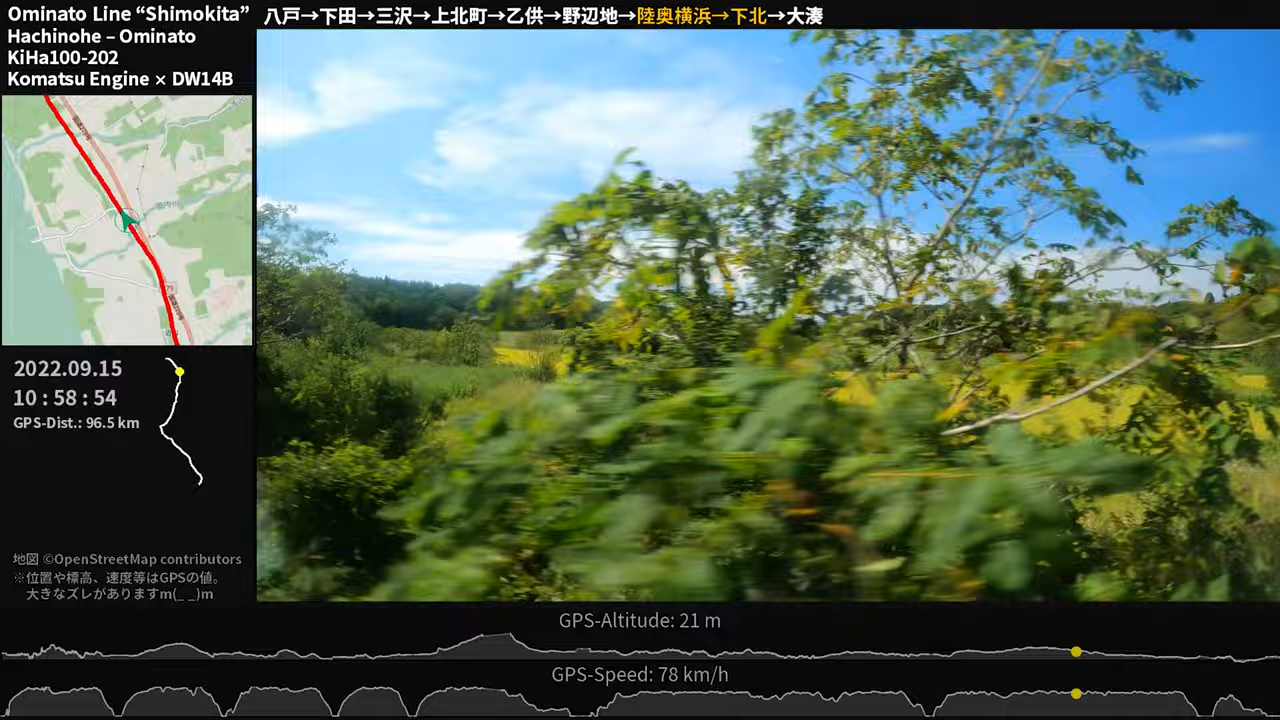 Ominato Line “Shimokita”
Hachinohe – Ominato
KiHa100-202
Komatsu Engine × DW14B
八戸→下田→三沢→上北町→乙供→野辺地→陸奥横浜→下北→大湊
2022.09.15
10 : 58 : 54
GPS-Dist.: 96.5 km
地図 ©OpenStreetMap contributors
※位置や標高、速度等はGPSの値。
大きなズレがありますm(_ _)m
GPS-Altitude: 21 m
GPS-Speed: 78 km/h